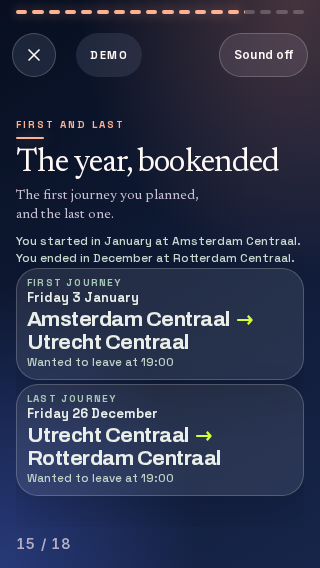 DEMO
Sound off
FIRST AND LAST
The year, bookended
The first journey you planned,
and the last one.
You started in January at Amsterdam Centraal.
You ended in December at Rotterdam Centraal.
FIRST JOURNEY
Friday 3 January
Amsterdam Centraal →
Utrecht Centraal
Wanted to leave at 19:00
LAST JOURNEY
Friday 26 December
Utrecht Centraal →
Rotterdam Centraal
Wanted to leave at 19:00
15 / 18